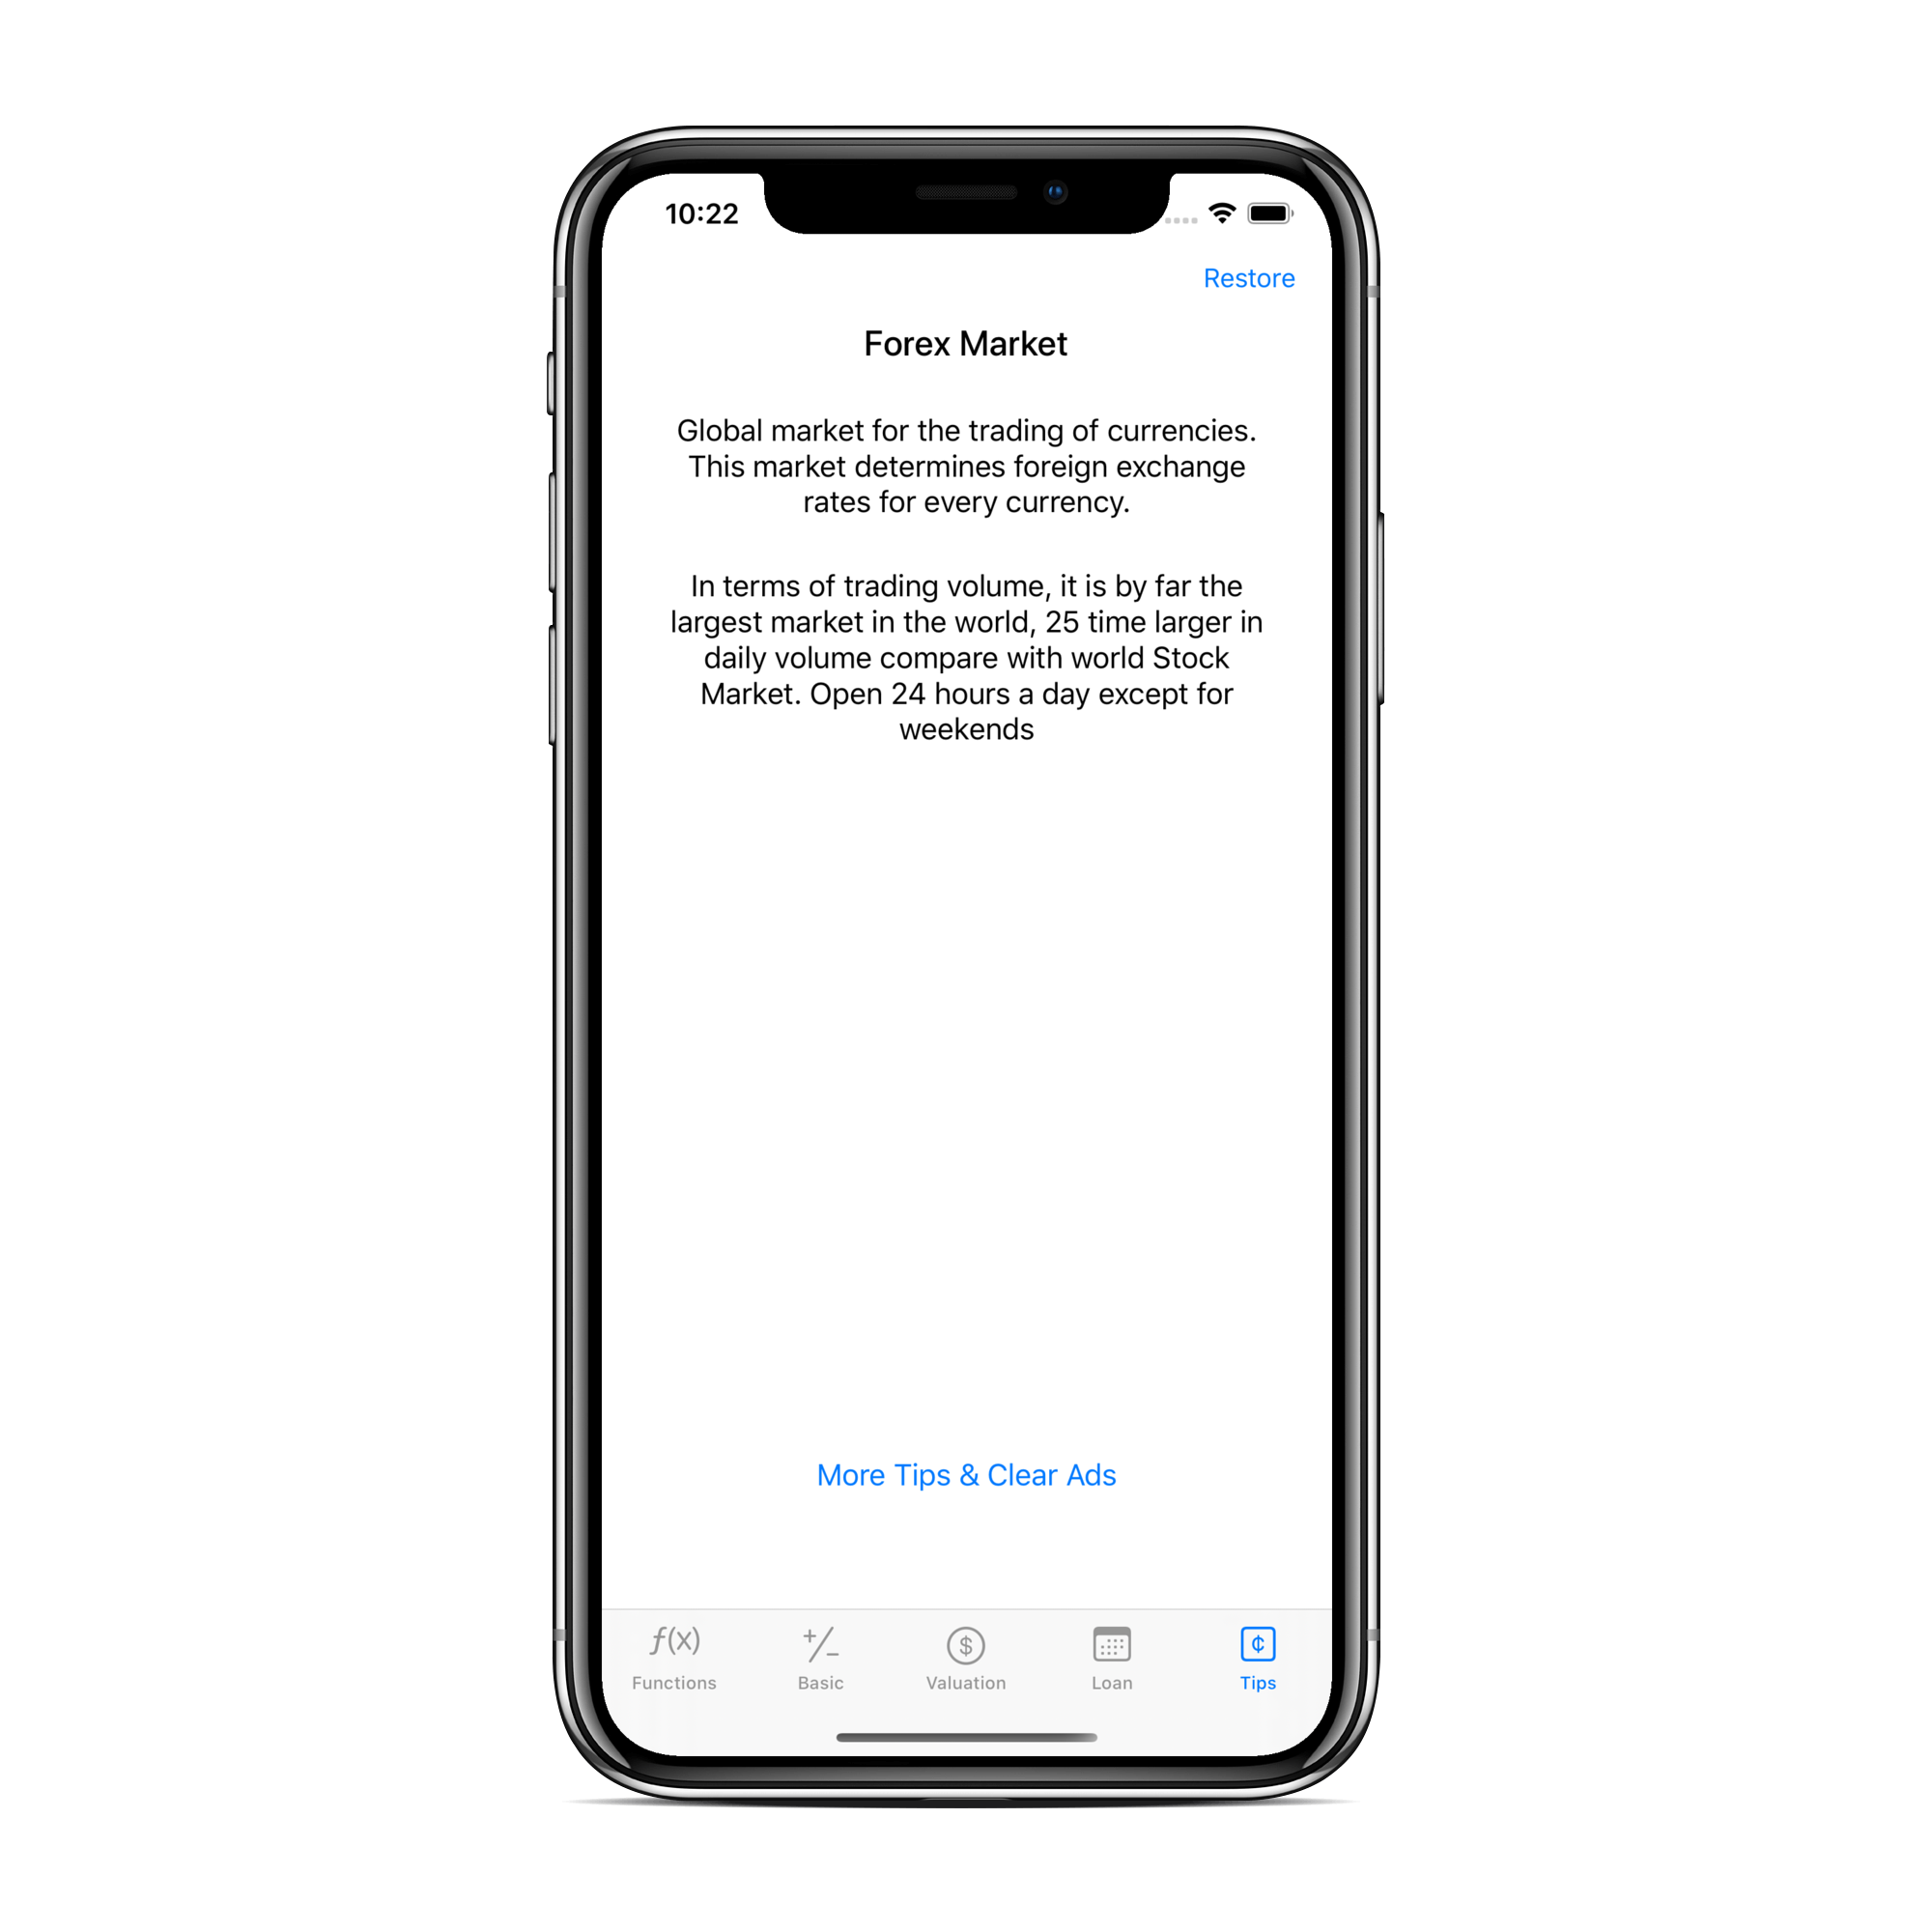 10:22
Restore
Forex Market
Global market for the trading of currencies.
This market determines foreign exchange
rates for every currency.
In terms of trading volume, it is by far the
largest market in the world, 25 time larger in
daily volume compare with world Stock
Market. Open 24 hours a day except for
weekends
More Tips & Clear Ads
f(x)
+/−
$
¢
Functions
Basic
Valuation
Loan
Tips